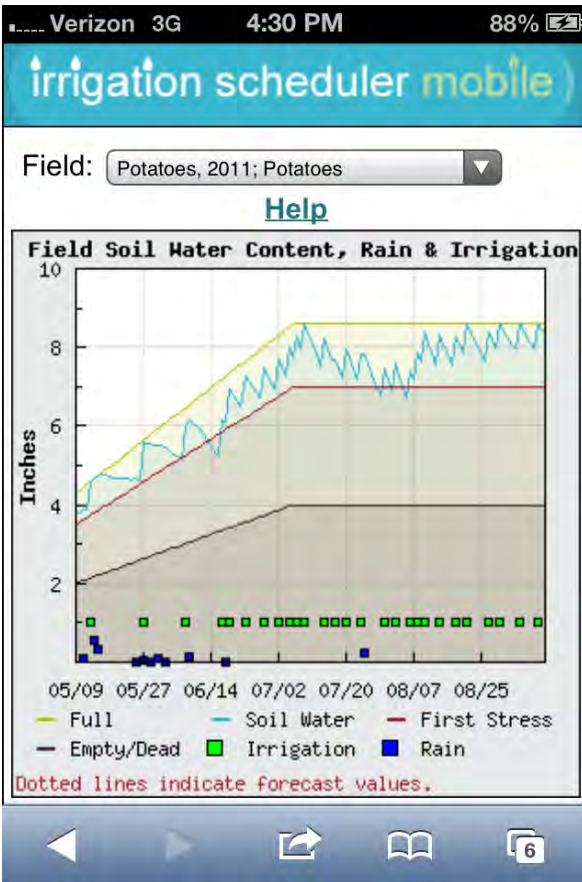 Verizon 3G 4:30 PM 88%
irrigation scheduler mobile
Field: Potatoes, 2011; Potatoes
Help
Field Soil Water Content, Rain & Irrigation
10
8
6
4
2
Inches
05/09 05/27 06/14 07/02 07/20 08/07 08/25
Full Soil Water First Stress
Empty/Dead Irrigation Rain
Dotted lines indicate forecast values.
6